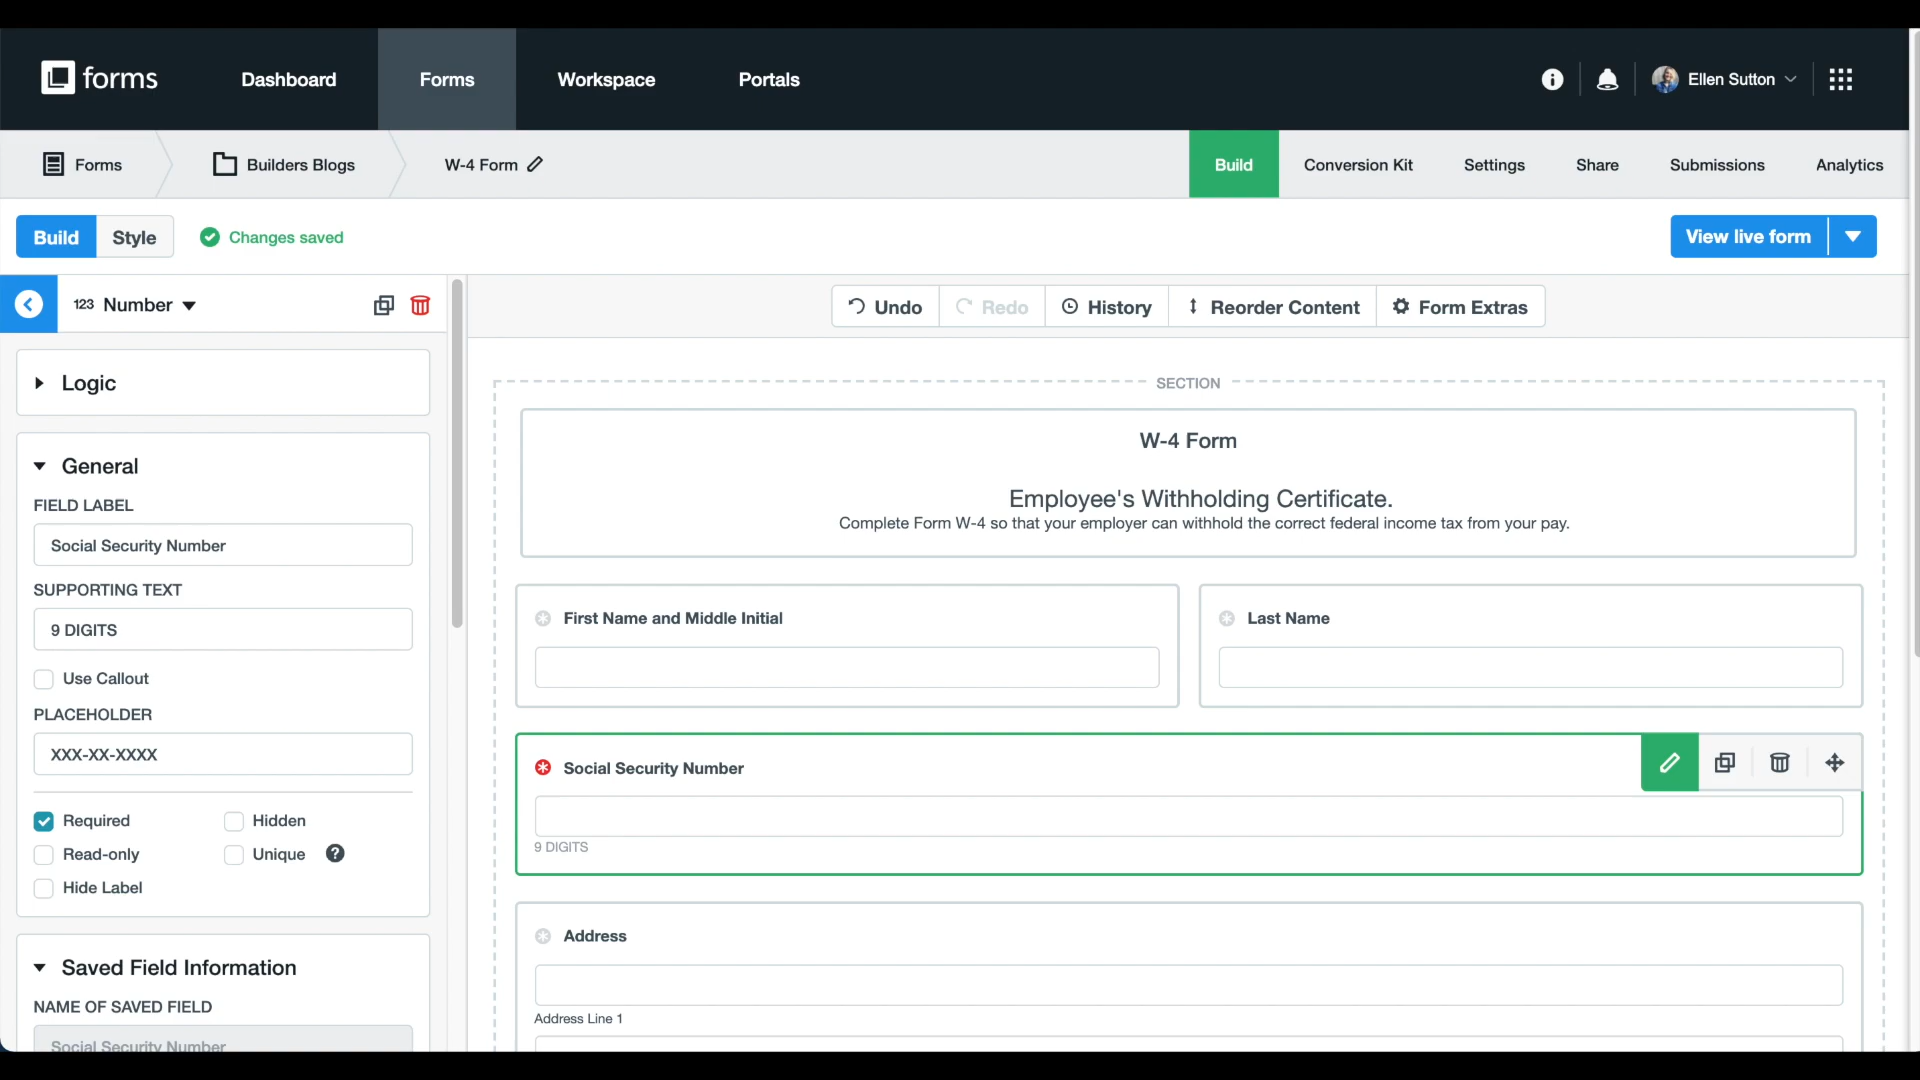 forms
Dashboard
Forms
Workspace
Portals
Ellen Sutton
Forms
Builders Blogs
W-4 Form
Build
Conversion Kit
Settings
Share
Submissions
Analytics
Build
Style
Changes saved
View live form
123 Number
Undo
Redo
History
Reorder Content
Form Extras
Logic
General
FIELD LABEL
Social Security Number
SUPPORTING TEXT
9 DIGITS
Use Callout
PLACEHOLDER
XXX-XX-XXXX
Required
Hidden
Read-only
Unique
Hide Label
Saved Field Information
NAME OF SAVED FIELD
Social Security Number
SECTION
W-4 Form
Employee's Withholding Certificate.
Complete Form W-4 so that your employer can withhold the correct federal income tax from your pay.
First Name and Middle Initial
Last Name
Social Security Number
9 DIGITS
Address
Address Line 1